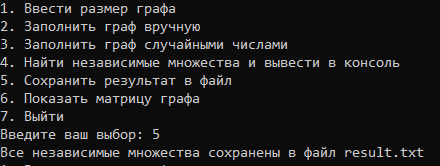 1. Ввести размер графа
2. Заполнить граф вручную
3. Заполнить граф случайными числами
4. Найти независимые множества и вывести в консоль
5. Сохранить результат в файл
6. Показать матрицу графа
7. Выйти
Введите ваш выбор: 5
Все независимые множества сохранены в файл result.txt